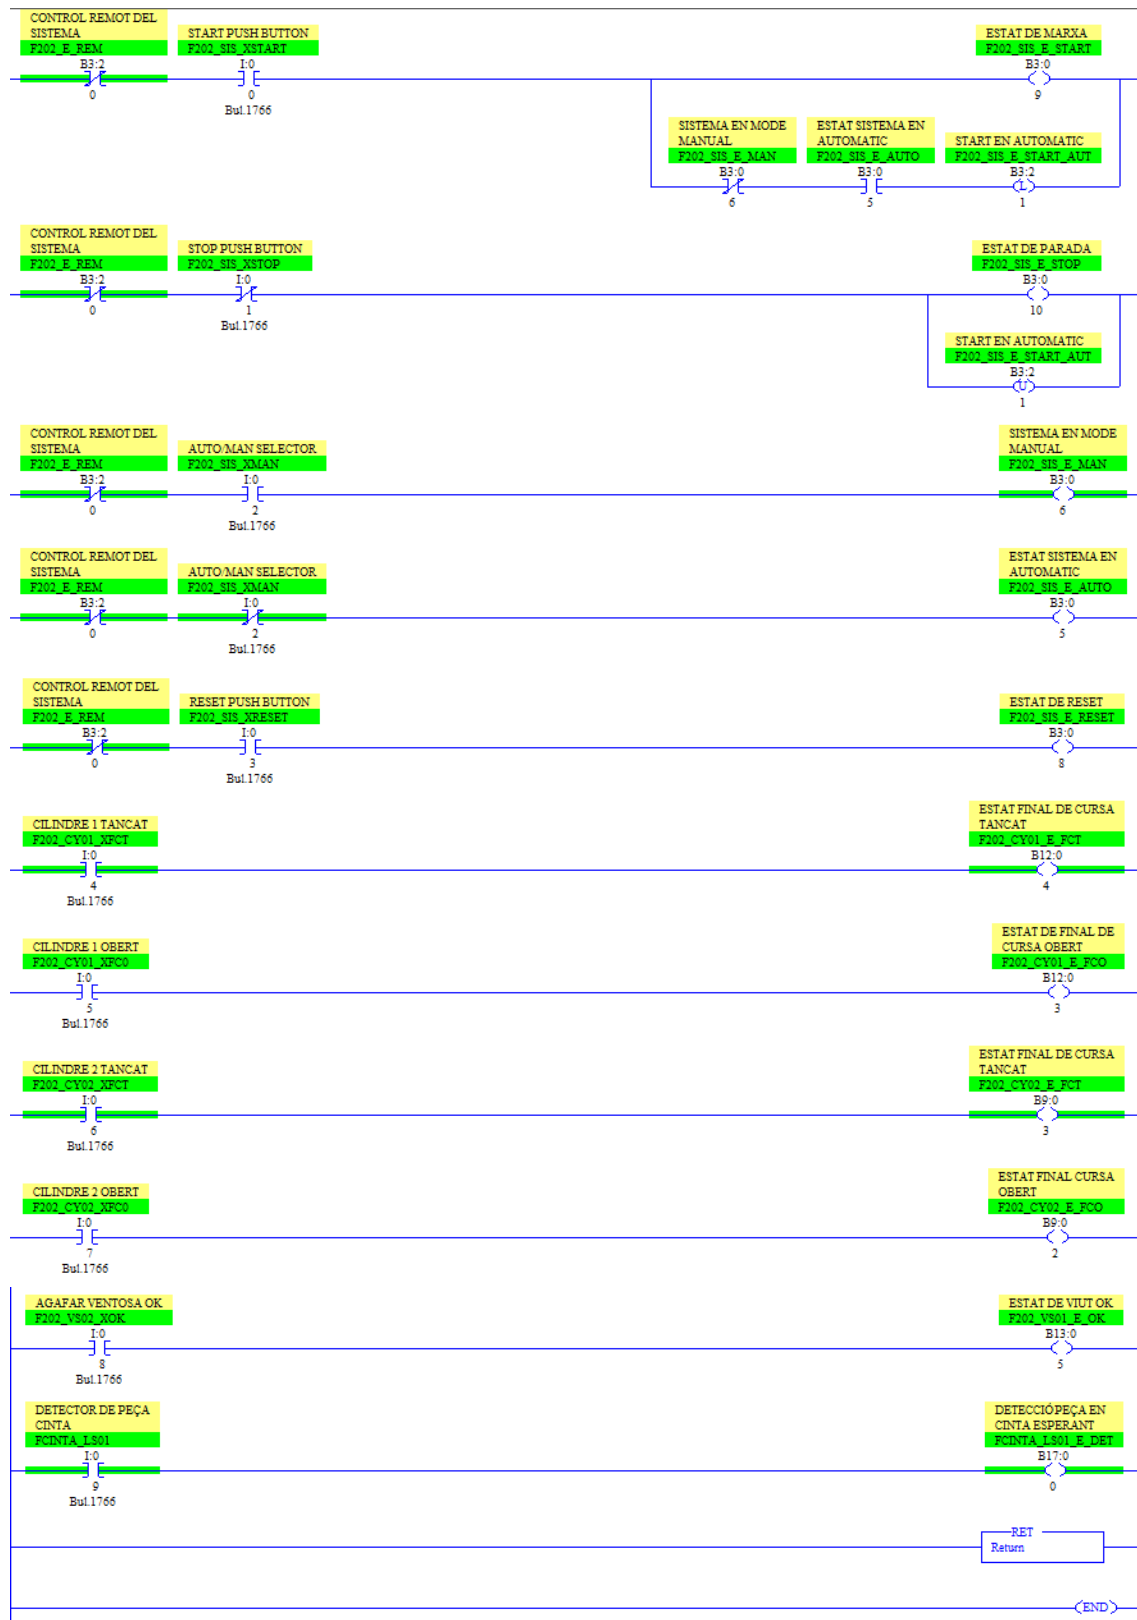 CONTROL REMOT DEL
SISTEMA
F202_E_REM
B3:2
0
START PUSH BUTTON
F202_SIS_XSTART
I:0
0
Bul.1766
ESTAT DE MARXA
F202_SIS_E_START
B3:0
9
SISTEMA EN MODE
MANUAL
F202_SIS_E_MAN
B3:0
6
ESTAT SISTEMA EN
AUTOMATIC
F202_SIS_E_AUTO
B3:0
5
START EN AUTOMATIC
F202_SIS_E_START_AUT
B3:2
L
1
CONTROL REMOT DEL
SISTEMA
F202_E_REM
B3:2
0
STOP PUSH BUTTON
F202_SIS_XSTOP
I:0
1
Bul.1766
ESTAT DE PARADA
F202_SIS_E_STOP
B3:0
10
START EN AUTOMATIC
F202_SIS_E_START_AUT
B3:2
U
1
CONTROL REMOT DEL
SISTEMA
F202_E_REM
B3:2
0
AUTO/MAN SELECTOR
F202_SIS_XMAN
I:0
2
Bul.1766
SISTEMA EN MODE
MANUAL
F202_SIS_E_MAN
B3:0
6
CONTROL REMOT DEL
SISTEMA
F202_E_REM
B3:2
0
AUTO/MAN SELECTOR
F202_SIS_XMAN
I:0
2
Bul.1766
ESTAT SISTEMA EN
AUTOMATIC
F202_SIS_E_AUTO
B3:0
5
CONTROL REMOT DEL
SISTEMA
F202_E_REM
B3:2
0
RESET PUSH BUTTON
F202_SIS_XRESET
I:0
3
Bul.1766
ESTAT DE RESET
F202_SIS_E_RESET
B3:0
8
CILINDRE 1 TANCAT
F202_CY01_XFCT
I:0
4
Bul.1766
ESTAT FINAL DE CURSA
TANCAT
F202_CY01_E_FCT
B12:0
4
CILINDRE 1 OBERT
F202_CY01_XFC0
I:0
5
Bul.1766
ESTAT DE FINAL DE
CURSA OBERT
F202_CY01_E_FCO
B12:0
3
CILINDRE 2 TANCAT
F202_CY02_XFCT
I:0
6
Bul.1766
ESTAT FINAL DE CURSA
TANCAT
F202_CY02_E_FCT
B9:0
3
CILINDRE 2 OBERT
F202_CY02_XFC0
I:0
7
Bul.1766
ESTAT FINAL CURSA
OBERT
F202_CY02_E_FCO
B9:0
2
AGAFAR VENTOSA OK
F202_VS02_XOK
I:0
8
Bul.1766
ESTAT DE VIUT OK
F202_VS01_E_OK
B13:0
5
DETECTOR DE PEÇA
CINTA
FCINTA_LS01
I:0
9
Bul.1766
DETECCIÓ PEÇA EN
CINTA ESPERANT
FCINTA_LS01_E_DET
B17:0
0
RET
Return
END